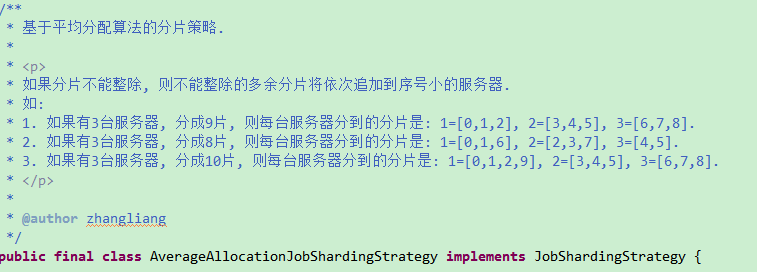 /**
 * 基于平均分配算法的分片策略.
 *
 * <p>
 * 如果分片不能整除, 则不能整除的多余分片将依次追加到序号小的服务器.
 * 如:
 * 1. 如果有3台服务器, 分成9片, 则每台服务器分到的分片是: 1=[0,1,2], 2=[3,4,5], 3=[6,7,8].
 * 2. 如果有3台服务器, 分成8片, 则每台服务器分到的分片是: 1=[0,1,6], 2=[2,3,7], 3=[4,5].
 * 3. 如果有3台服务器, 分成10片, 则每台服务器分到的分片是: 1=[0,1,2,9], 2=[3,4,5], 3=[6,7,8].
 * </p>
 *
 * @author zhangliang
 */
public final class AverageAllocationJobShardingStrategy implements JobShardingStrategy {